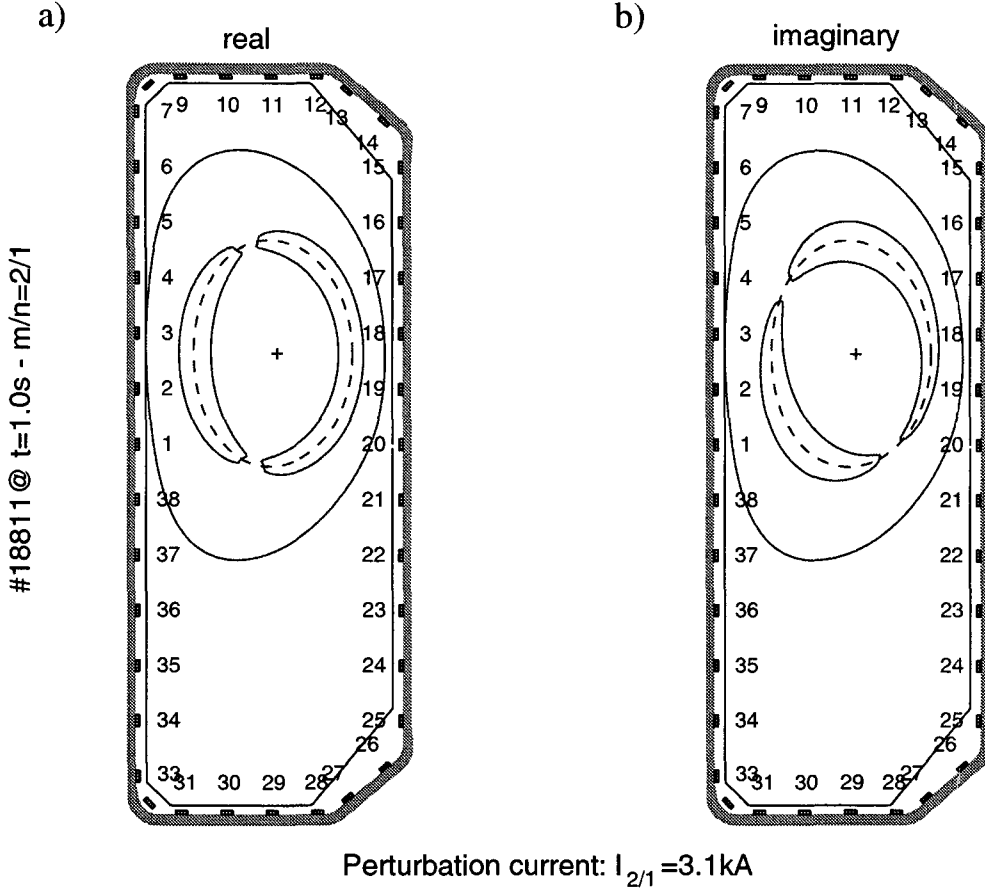 a)
real
7 9 10 11 12 13
14
6 15
5 16
4 17
3 18
2 19
1 20
38 21
37 22
36 23
35 24
34 25
26
33 31 30 29 28 27
b)
imaginary
7 9 10 11 12 13
14
6 15
5 16
4 17
3 18
2 19
1 20
38 21
37 22
36 23
35 24
34 25
26
33 31 30 29 28 27
#18811 @ t=1.0s - m/n=2/1
Perturbation current: I2/1 =3.1kA